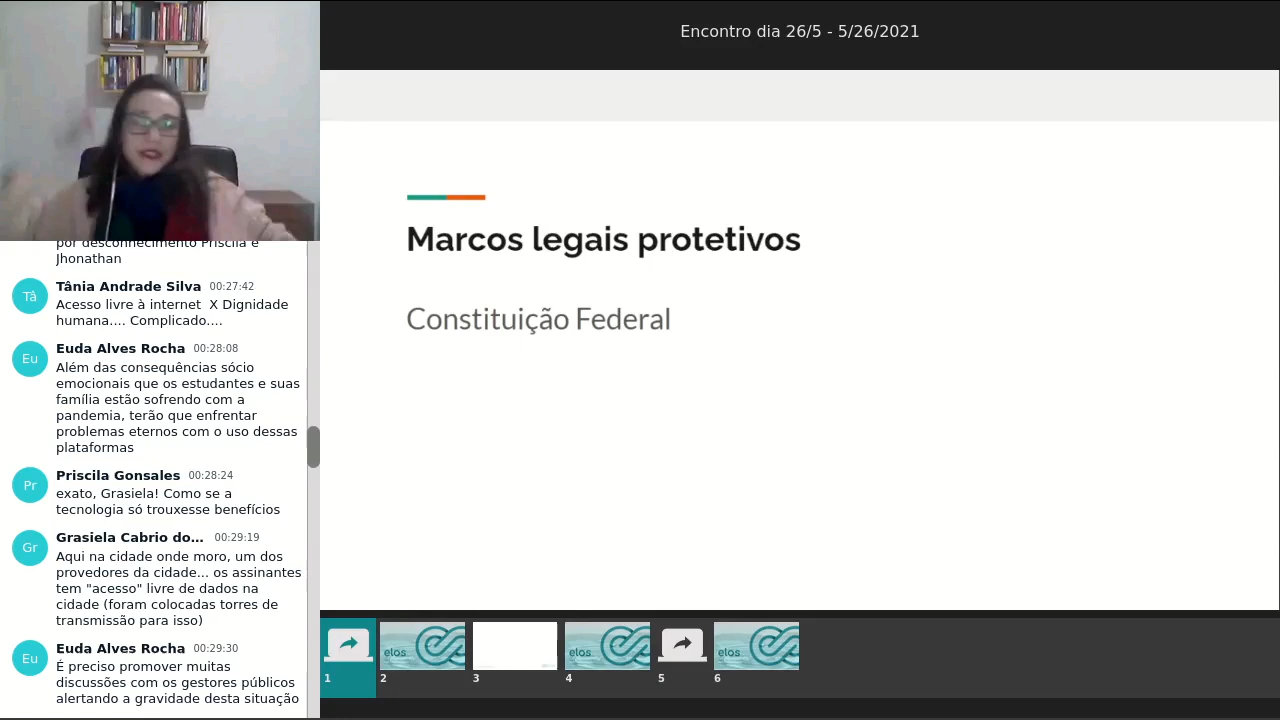 Encontro dia 26/5 - 5/26/2021
Marcos legais protetivos
Constituição Federal
por desconhecimento Priscila e
Jhonathan
Tâ
Tânia Andrade Silva 00:27:42
Acesso livre à internet X Dignidade
humana.... Complicado....
Eu
Euda Alves Rocha 00:28:08
Além das consequências sócio
emocionais que os estudantes e suas
família estão sofrendo com a
pandemia, terão que enfrentar
problemas eternos com o uso dessas
plataformas
Pr
Priscila Gonsales 00:28:24
exato, Grasiela! Como se a
tecnologia só trouxesse benefícios
Gr
Grasiela Cabrio do... 00:29:19
Aqui na cidade onde moro, um dos
provedores da cidade... os assinantes
tem "acesso" livre de dados na
cidade (foram colocadas torres de
transmissão para isso)
Eu
Euda Alves Rocha 00:29:30
É preciso promover muitas
discussões com os gestores públicos
alertando a gravidade desta situação
elos
elos
elos
1 2 3 4 5 6